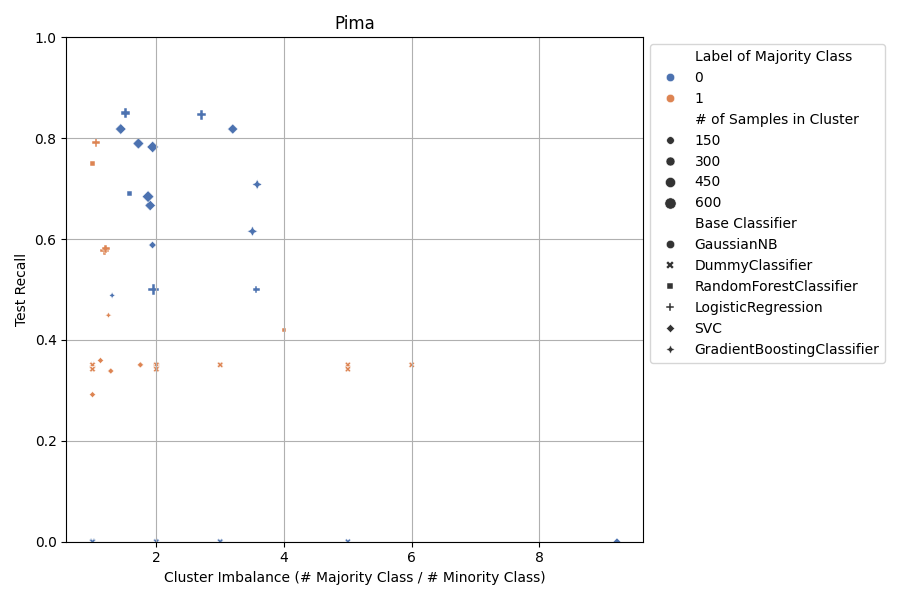 Pima
1.0
0.8
0.6
0.4
0.2
0.0
Test Recall
2
4
6
8
Cluster Imbalance (# Majority Class / # Minority Class)
Label of Majority Class
0
1
# of Samples in Cluster
150
300
450
600
Base Classifier
GaussianNB
DummyClassifier
RandomForestClassifier
LogisticRegression
SVC
GradientBoostingClassifier